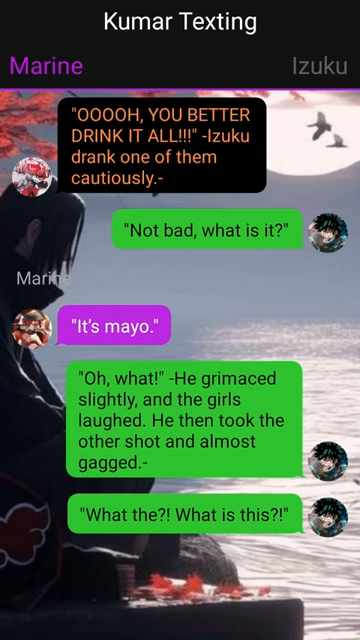 Kumar Texting
Marine Izuku
"OOOOH, YOU BETTER
DRINK IT ALL!!!" -Izuku
drank one of them
cautiously.-
"Not bad, what is it?"
Marine
"It’s mayo."
"Oh, what!" -He grimaced
slightly, and the girls
laughed. He then took the
other shot and almost
gagged.-
"What the?! What is this?!"